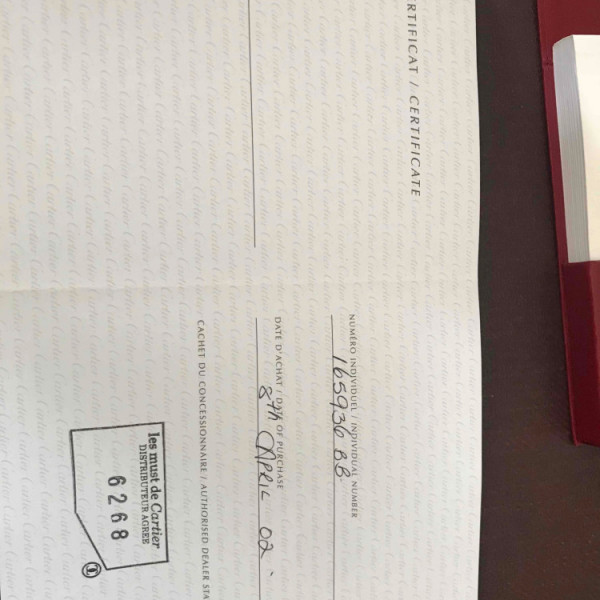 RTIFICAT / CERTIFICATE
NUMÉRO INDIVIDUEL / INDIVIDUAL NUMBER
165936 BB
DATE D'ACHAT / DATE OF PURCHASE
8th APRIL 02
CACHET DU CONCESSIONNAIRE / AUTHORISED DEALER STA
les must de Cartier
DISTRIBUTEUR AGREE
6268